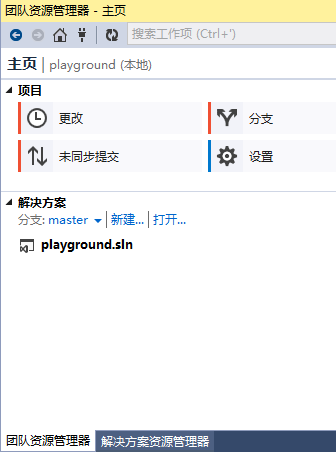 团队资源管理器 - 主页
搜索工作项 (Ctrl+')
主页 | playground (本地)
项目
更改
分支
未同步提交
设置
解决方案
分支: master | 新建... | 打开...
playground.sln
团队资源管理器 解决方案资源管理器